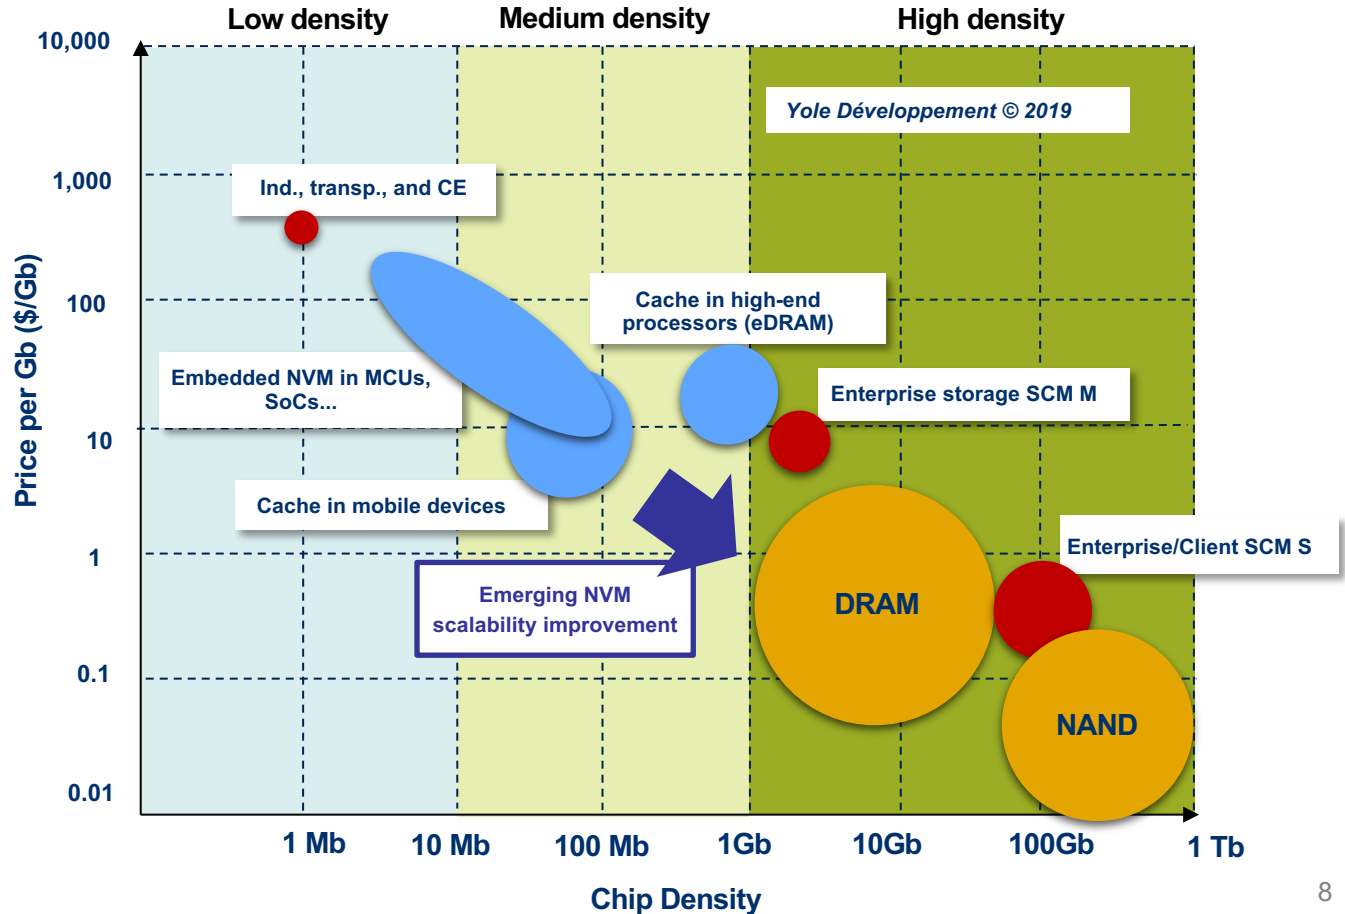 Low density
Medium density
High density
10,000
Yole Développement © 2019
1,000
Ind., transp., and CE
Price per Gb ($/Gb)
100
Cache in high-end
processors (eDRAM)
Embedded NVM in MCUs,
SoCs...
Enterprise storage SCM M
10
Cache in mobile devices
1
Enterprise/Client SCM S
Emerging NVM
scalability improvement
DRAM
0.1
NAND
0.01
1 Mb
10 Mb
100 Mb
1Gb
10Gb
100Gb
1 Tb
Chip Density
8